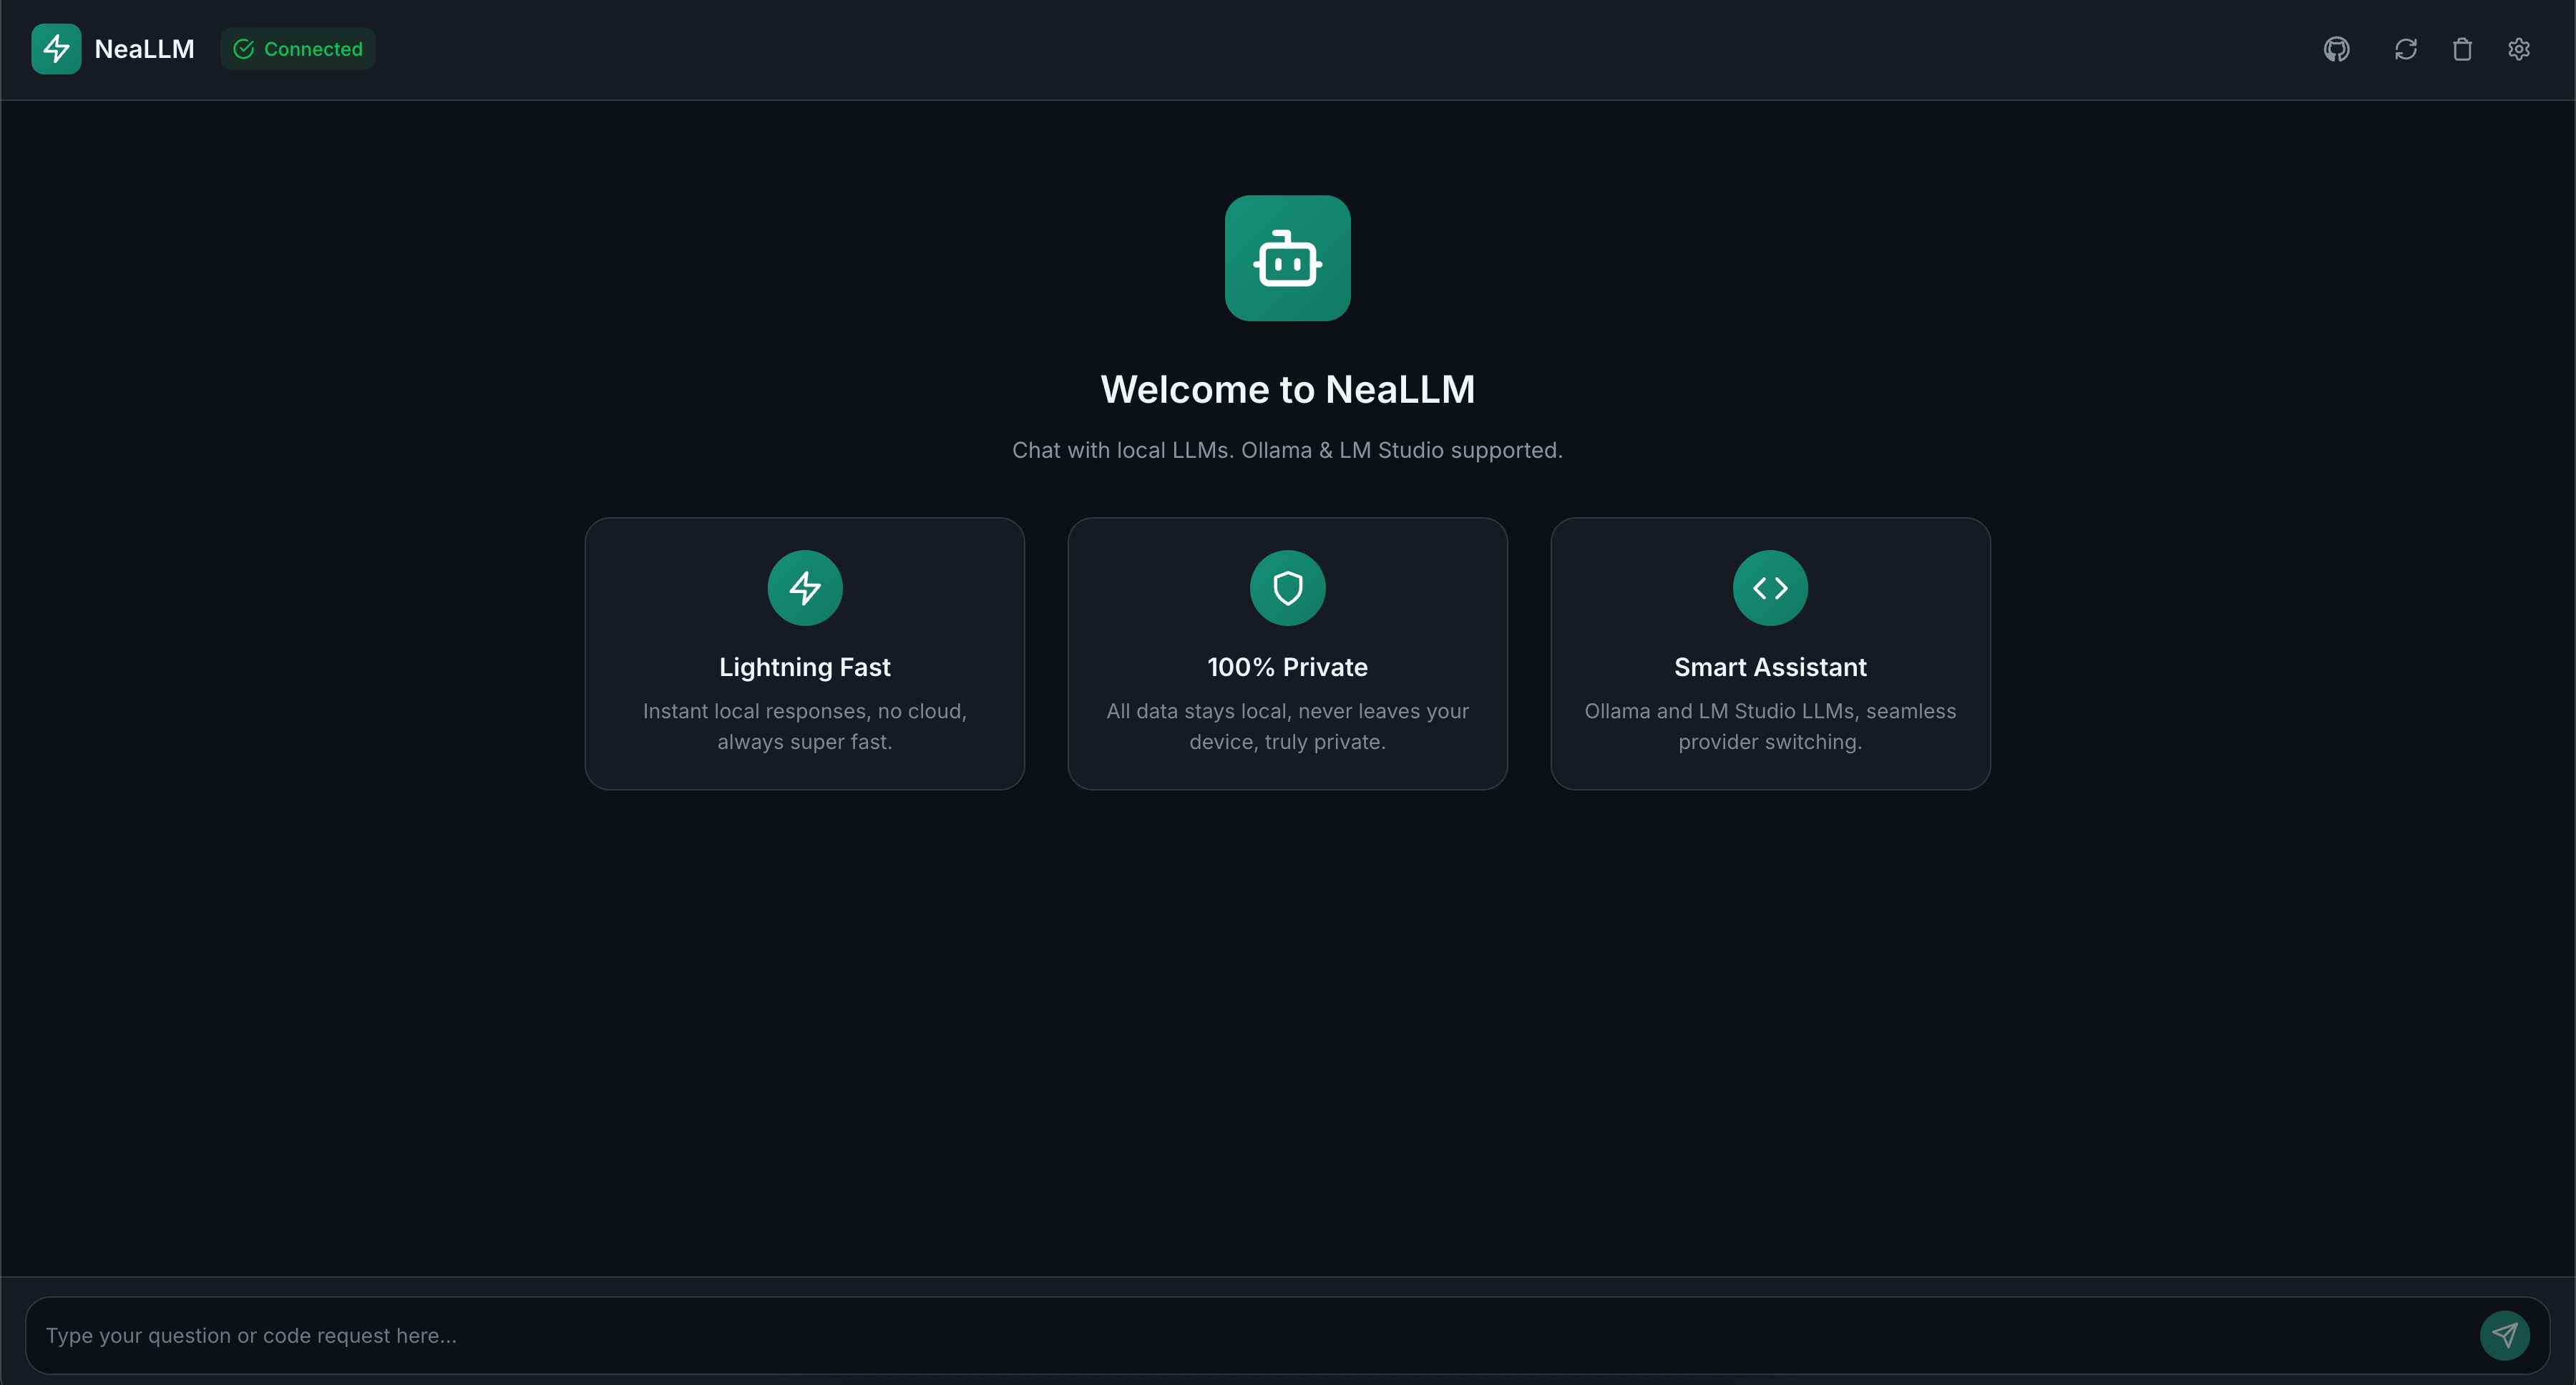 NeaLLM
Connected
Welcome to NeaLLM
Chat with local LLMs. Ollama & LM Studio supported.
Lightning Fast
Instant local responses, no cloud,
always super fast.
100% Private
All data stays local, never leaves your
device, truly private.
Smart Assistant
Ollama and LM Studio LLMs, seamless
provider switching.
Type your question or code request here...